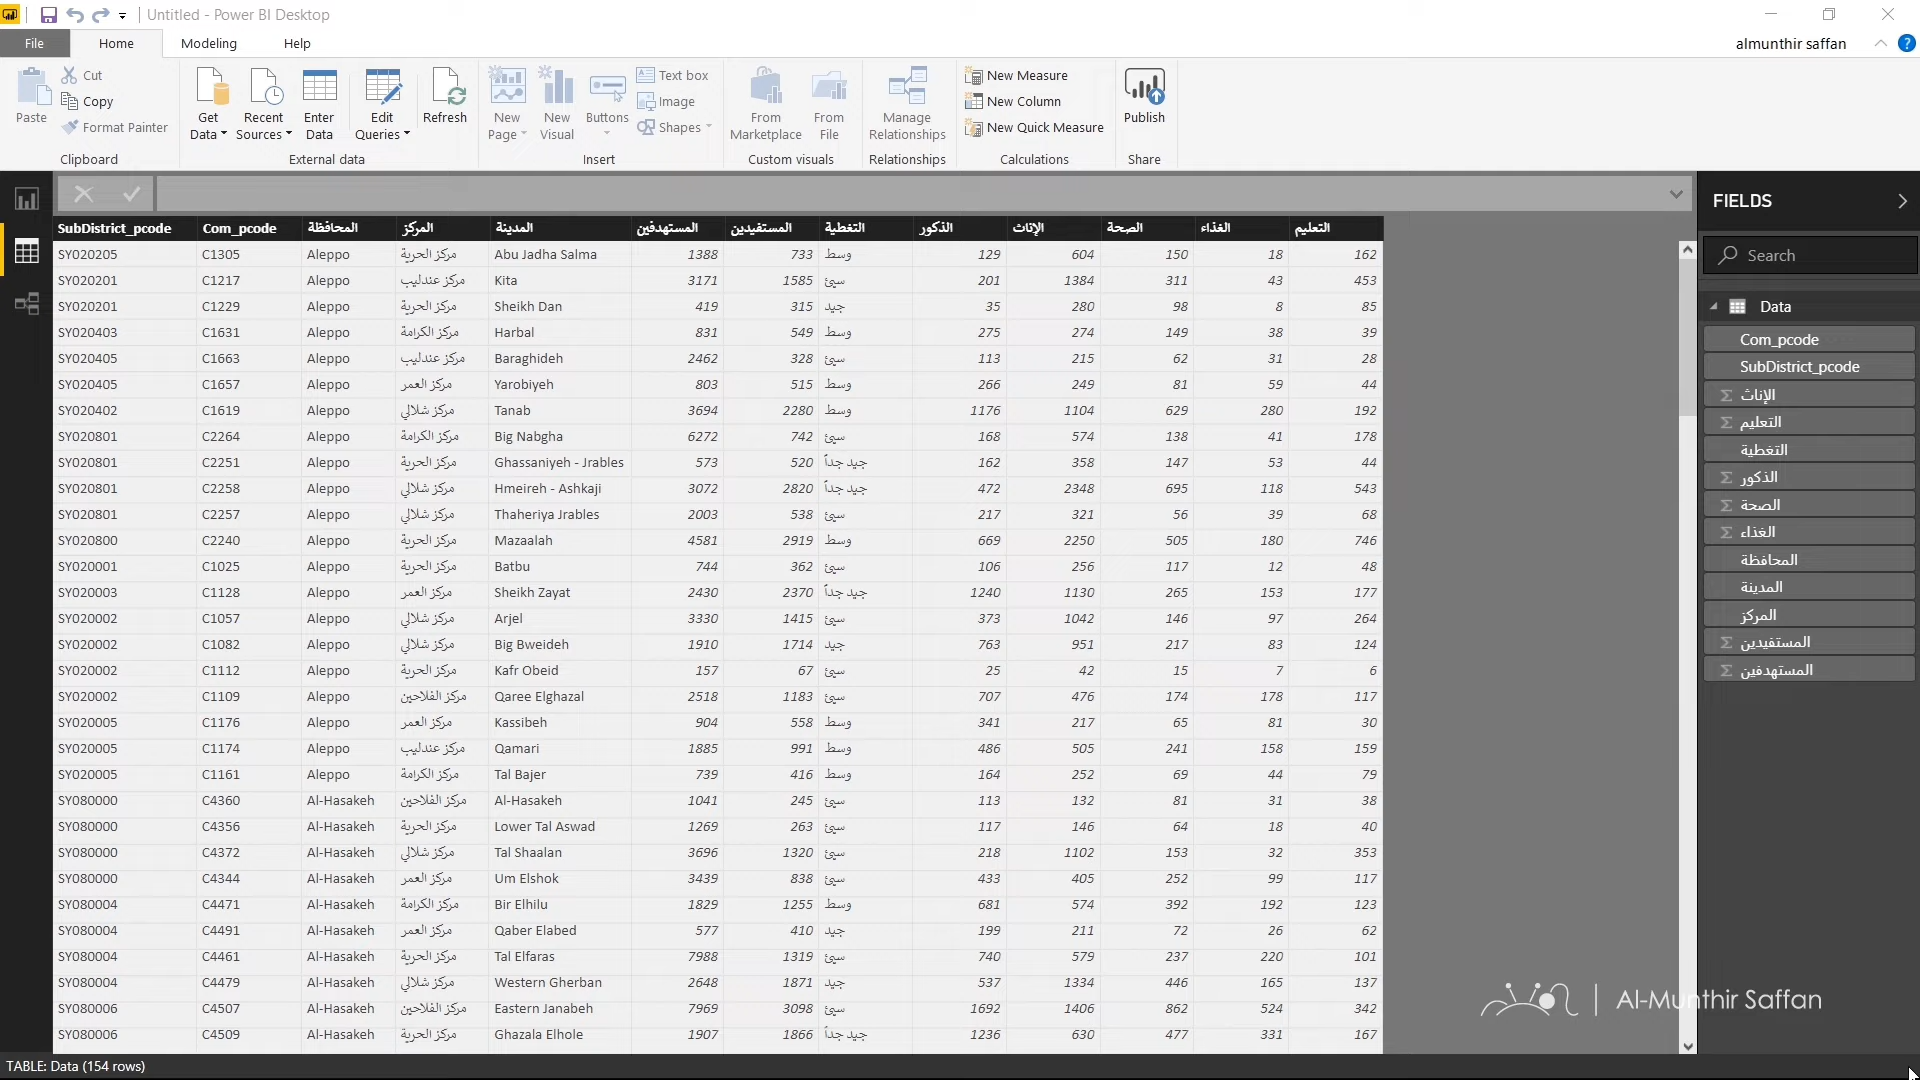 Untitled - Power BI Desktop
File Home Modeling Help almunthir saffan ?
Paste Cut Copy Format Painter Clipboard
Get Data Recent Sources Enter Data Edit Queries Refresh External data
New Page New Visual Buttons Text box Image Shapes Insert
From Marketplace From File Custom visuals
Manage Relationships Relationships
New Measure New Column New Quick Measure Calculations
Publish Share
SubDistrict_pcode Com_pcode المحافظة المركز المدينة المستهدفين المستفيدين التغطية الذكور الإناث الصحة الغذاء التعليم
SY020205 C1305 Aleppo مركز الحرية Abu Jadha Salma 1388 733 وسط 129 604 150 18 162
SY020201 C1217 Aleppo مركز عندليب Kita 3171 1585 سيئ 201 1384 311 43 453
SY020201 C1229 Aleppo مركز الحرية Sheikh Dan 419 315 جيد 35 280 98 8 85
SY020403 C1631 Aleppo مركز الكرامة Harbal 831 549 وسط 275 274 149 38 39
SY020405 C1663 Aleppo مركز عندليب Baraghideh 2462 328 سيئ 113 215 62 31 28
SY020405 C1657 Aleppo مركز العمر Yarobiyeh 803 515 وسط 266 249 81 59 44
SY020402 C1619 Aleppo مركز شلالي Tanab 3694 2280 وسط 1176 1104 629 280 192
SY020801 C2264 Aleppo مركز الكرامة Big Nabgha 6272 742 سيئ 168 574 138 41 178
SY020801 C2251 Aleppo مركز الحرية Ghassaniyeh - Jrables 573 520 جيد جداً 162 358 147 53 44
SY020801 C2258 Aleppo مركز شلالي Hmeireh - Ashkaji 3072 2820 جيد جداً 472 2348 695 118 543
SY020801 C2257 Aleppo مركز شلالي Thaheriya Jrables 2003 538 سيئ 217 321 56 39 68
SY020800 C2240 Aleppo مركز الحرية Mazaalah 4581 2919 وسط 669 2250 505 180 746
SY020001 C1025 Aleppo مركز الحرية Batbu 744 362 سيئ 106 256 117 12 48
SY020003 C1128 Aleppo مركز العمر Sheikh Zayat 2430 2370 جيد جداً 1240 1130 265 153 177
SY020002 C1057 Aleppo مركز شلالي Arjel 3330 1415 سيئ 373 1042 146 97 264
SY020002 C1082 Aleppo مركز شلالي Big Bweideh 1910 1714 جيد 763 951 217 83 124
SY020002 C1112 Aleppo مركز الحرية Kafr Obeid 157 67 سيئ 25 42 15 7 6
SY020002 C1109 Aleppo مركز الفلاحين Qaree Elghazal 2518 1183 سيئ 707 476 174 178 117
SY020005 C1176 Aleppo مركز العمر Kassibeh 904 558 وسط 341 217 65 81 30
SY020005 C1174 Aleppo مركز عندليب Qamari 1885 991 وسط 486 505 241 158 159
SY020005 C1161 Aleppo مركز الكرامة Tal Bajer 739 416 وسط 164 252 69 44 79
SY080000 C4360 Al-Hasakeh مركز الفلاحين Al-Hasakeh 1041 245 سيئ 113 132 81 31 38
SY080000 C4356 Al-Hasakeh مركز الحرية Lower Tal Aswad 1269 263 سيئ 117 146 64 18 40
SY080000 C4372 Al-Hasakeh مركز شلالي Tal Shaalan 3696 1320 سيئ 218 1102 153 32 353
SY080000 C4344 Al-Hasakeh مركز العمر Um Elshok 3439 838 سيئ 433 405 252 99 117
SY080004 C4471 Al-Hasakeh مركز الكرامة Bir Elhilu 1829 1255 وسط 681 574 392 192 123
SY080004 C4491 Al-Hasakeh مركز العمر Qaber Elabed 577 410 جيد 199 211 72 26 62
SY080004 C4461 Al-Hasakeh مركز الحرية Tal Elfaras 7988 1319 سيئ 740 579 237 220 101
SY080004 C4479 Al-Hasakeh مركز شلالي Western Gherban 2648 1871 جيد 537 1334 446 165 137
SY080006 C4507 Al-Hasakeh مركز الفلاحين Eastern Janabeh 7969 3098 سيئ 1692 1406 862 524 342
SY080006 C4509 Al-Hasakeh مركز الحرية Ghazala Elhole 1907 1866 جيد جداً 1236 630 477 331 167
FIELDS
Search
Data
Com_pcode
SubDistrict_pcode
الإناث
التعليم
التغطية
الذكور
الصحة
الغذاء
المحافظة
المدينة
المركز
المستفيدين
المستهدفين
Al-Munthir Saffan
TABLE: Data (154 rows)